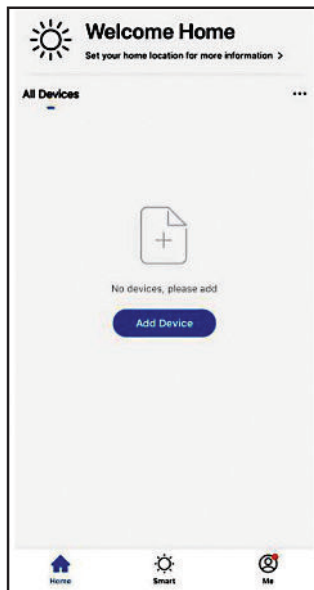 Welcome Home
Set your home location for more information >
All Devices
No devices, please add
Add Device
Home
Smart
Me